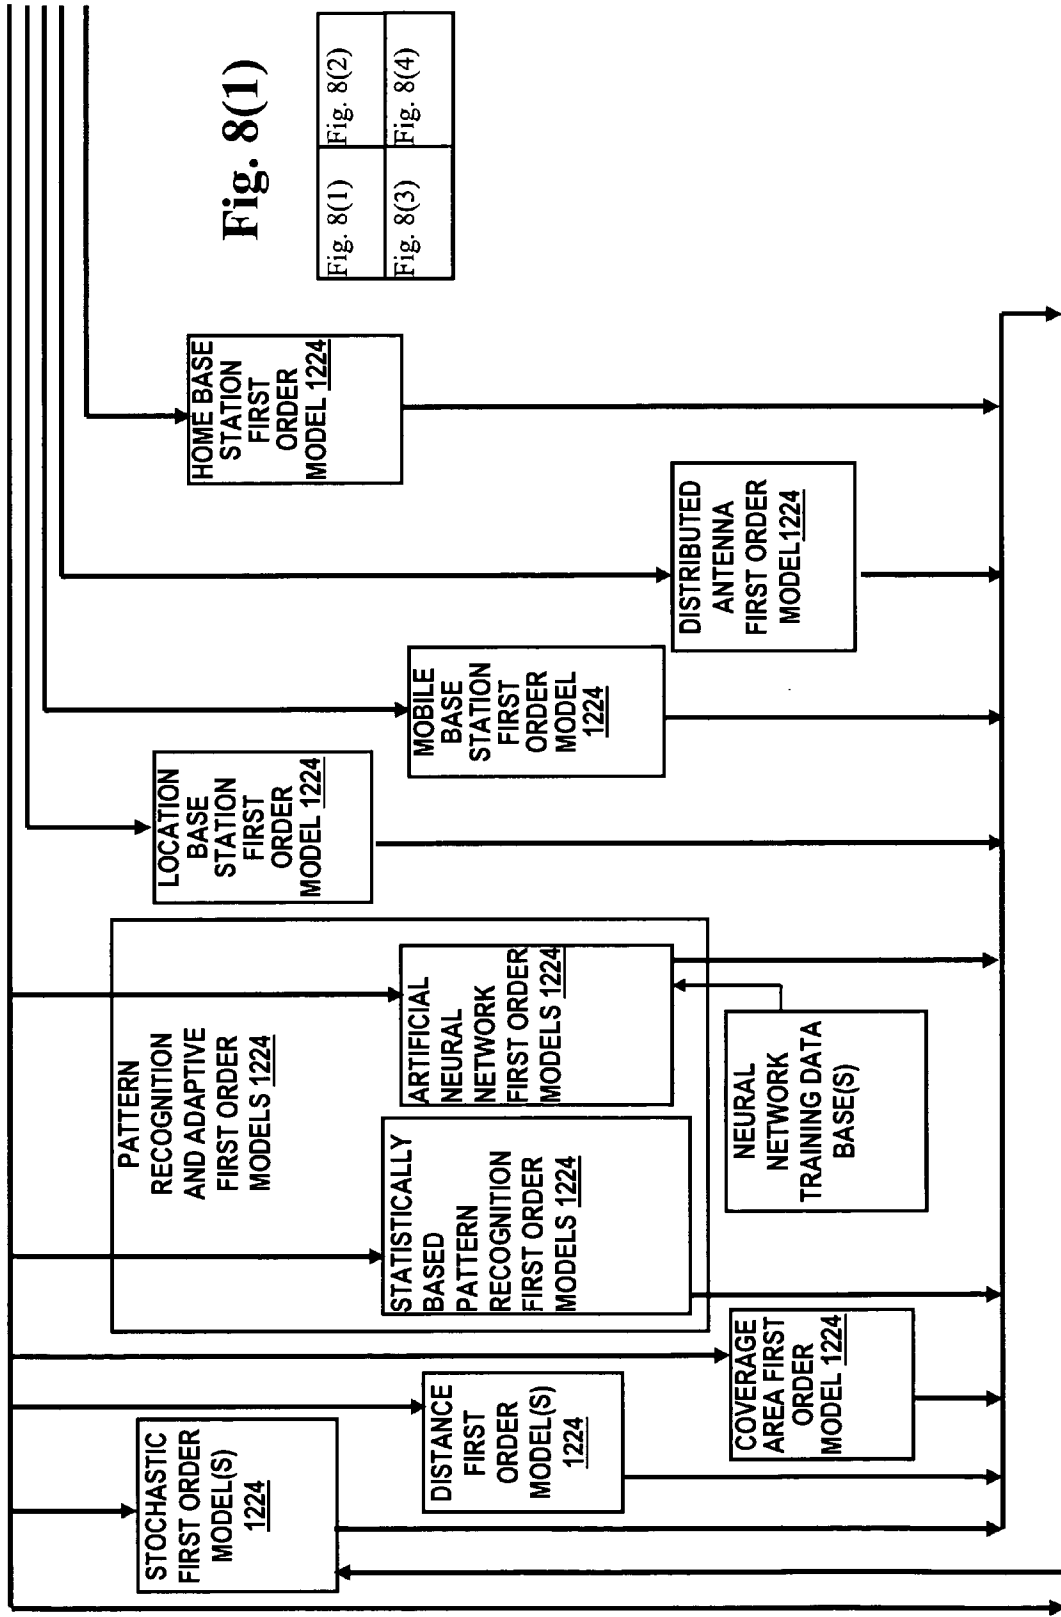 Fig. 8(1)
Fig. 8(1)
Fig. 8(2)
Fig. 8(3)
Fig. 8(4)
STOCHASTIC
FIRST ORDER
MODEL(S)
1224
DISTANCE
FIRST
ORDER
MODEL(S)
1224
COVERAGE
AREA FIRST
ORDER
MODEL 1224
PATTERN
RECOGNITION
AND ADAPTIVE
FIRST ORDER
MODELS 1224
STATISTICALLY
BASED
PATTERN
RECOGNITION
FIRST ORDER
MODELS 1224
ARTIFICIAL
NEURAL
NETWORK
FIRST ORDER
MODELS 1224
NEURAL
NETWORK
TRAINING DATA
BASE(S)
LOCATION
BASE
STATION
FIRST
ORDER
MODEL 1224
MOBILE
BASE
STATION
FIRST
ORDER
MODEL
1224
DISTRIBUTED
ANTENNA
FIRST ORDER
MODEL1224
HOME BASE
STATION
FIRST
ORDER
MODEL 1224